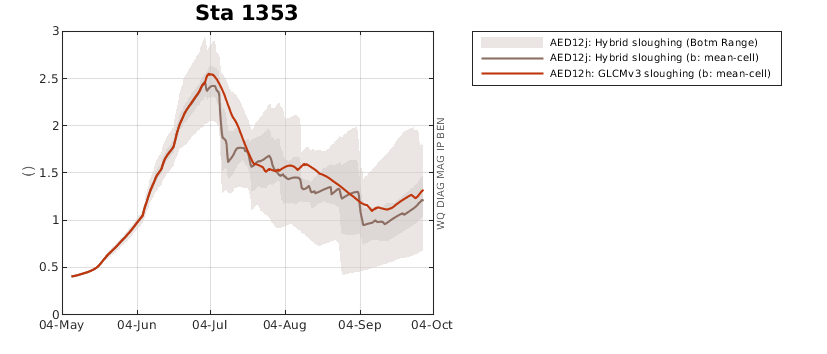 Sta 1353
3
2.5
2
1.5
1
0.5
0
()
04-May
04-Jun
04-Jul
04-Aug
04-Sep
04-Oct
WQ DIAG MAG IP BEN
AED12j: Hybrid sloughing (Botm Range)
AED12j: Hybrid sloughing (b: mean-cell)
AED12h: GLCMv3 sloughing (b: mean-cell)